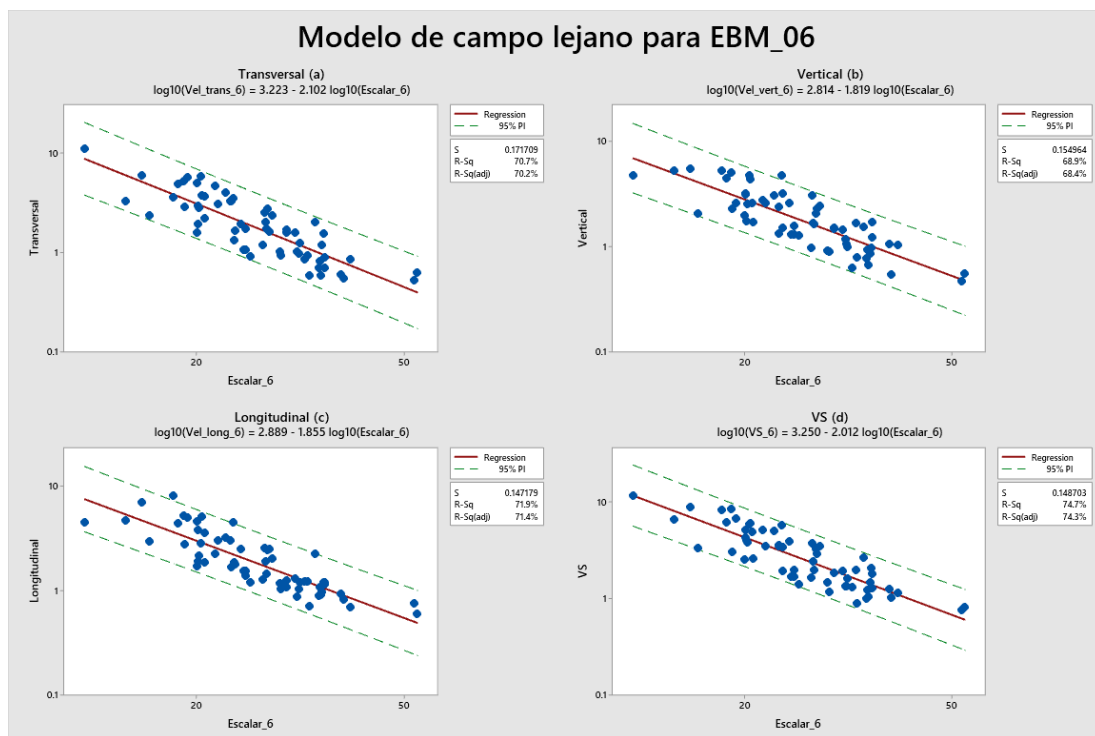 Modelo de campo lejano para EBM_06
Transversal (a)
log10(Vel_trans_6) = 3.223 - 2.102 log10(Escalar_6)
Regression
95% PI
S 0.171709
R-Sq 70.7%
R-Sq(adj) 70.2%
10
1
0.1
Transversal
20 50
Escalar_6
Vertical (b)
log10(Vel_vert_6) = 2.814 - 1.819 log10(Escalar_6)
Regression
95% PI
S 0.154964
R-Sq 68.9%
R-Sq(adj) 68.4%
10
1
0.1
Vertical
20 50
Escalar_6
Longitudinal (c)
log10(Vel_long_6) = 2.889 - 1.855 log10(Escalar_6)
Regression
95% PI
S 0.147179
R-Sq 71.9%
R-Sq(adj) 71.4%
10
1
0.1
Longitudinal
20 50
Escalar_6
VS (d)
log10(VS_6) = 3.250 - 2.012 log10(Escalar_6)
Regression
95% PI
S 0.148703
R-Sq 74.7%
R-Sq(adj) 74.3%
10
1
0.1
VS
20 50
Escalar_6